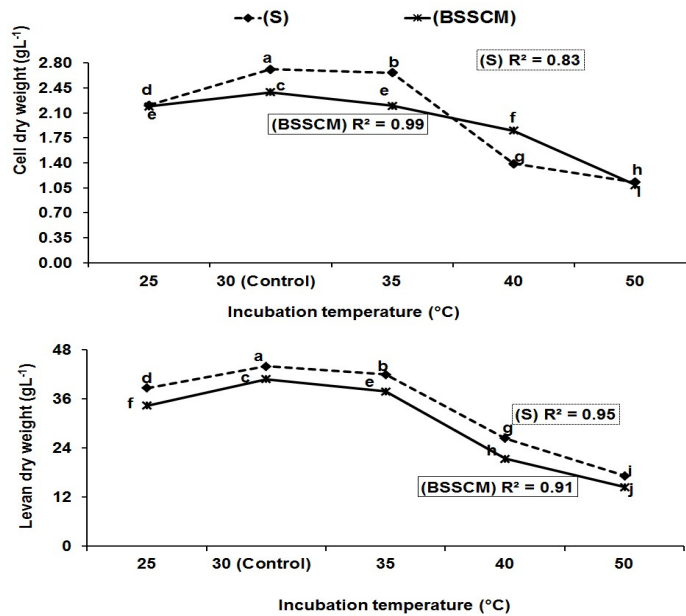 (S) (BSSCM)
Cell dry weight (gL-1)
2.80
2.45
2.10
1.75
1.40
1.05
0.70
0.35
0.00
d
e
a
c
b
e
f
g
h
i
(S) R² = 0.83
(BSSCM) R² = 0.99
25 30 (Control) 35 40 50
Incubation temperature (°C)
Levan dry weight (gL-1)
48
36
24
12
0
d
f
a
c
b
e
g
h
i
j
(S) R² = 0.95
(BSSCM) R² = 0.91
25 30 (Control) 35 40 50
Incubation temperature (°C)